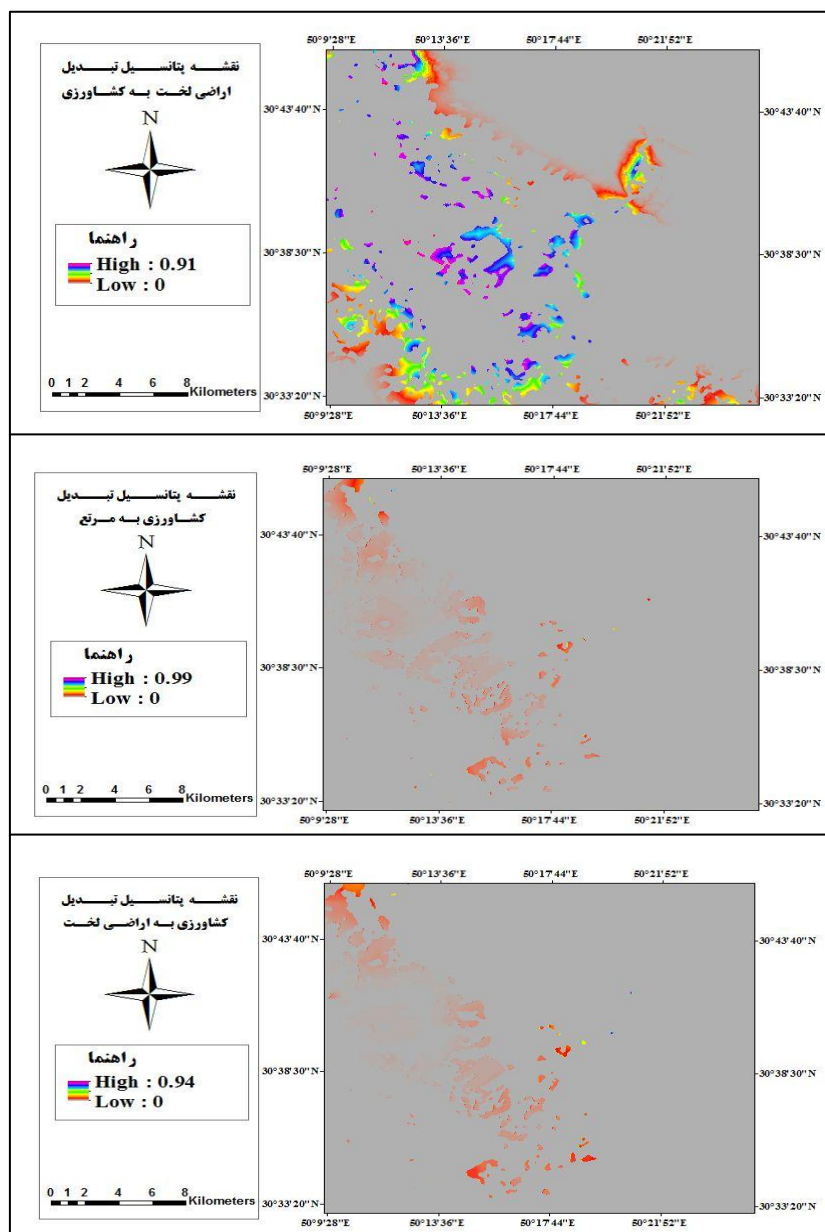 نقشه پتانسیل تبدیل
اراضی لخت به کشاورزی
N
راهنما
High : 0.91
Low : 0
0 1 2 4 6 8
Kilometers
50°9'28"E 50°13'36"E 50°17'44"E 50°21'52"E
30°43'40"N 30°43'40"N
30°38'30"N 30°38'30"N
30°33'20"N 30°33'20"N
50°9'28"E 50°13'36"E 50°17'44"E 50°21'52"E
نقشه پتانسیل تبدیل
کشاورزی به مرتع
N
راهنما
High : 0.99
Low : 0
0 1 2 4 6 8
Kilometers
50°9'28"E 50°13'36"E 50°17'44"E 50°21'52"E
30°43'40"N 30°43'40"N
30°38'30"N 30°38'30"N
30°33'20"N 30°33'20"N
50°9'28"E 50°13'36"E 50°17'44"E 50°21'52"E
نقشه پتانسیل تبدیل
کشاورزی به اراضی لخت
N
راهنما
High : 0.94
Low : 0
0 1 2 4 6 8
Kilometers
50°9'28"E 50°13'36"E 50°17'44"E 50°21'52"E
30°43'40"N 30°43'40"N
30°38'30"N 30°38'30"N
30°33'20"N 30°33'20"N
50°9'28"E 50°13'36"E 50°17'44"E 50°21'52"E